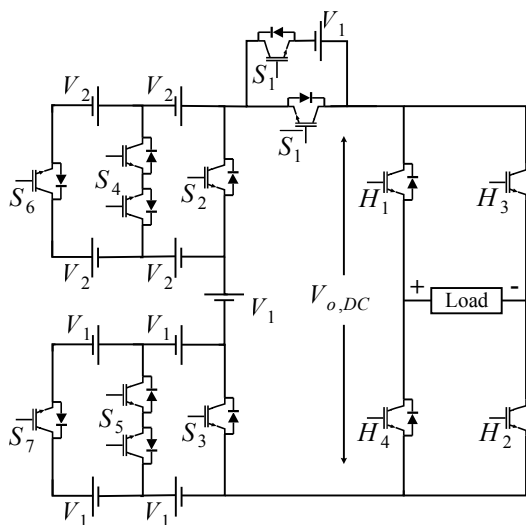 V1
S1
V2 V2
S̅1
S4
S6 S2 H1 H3
V2 V2
+ Load -
V1 Vo,DC
V1 V1
S5
S7 S3 H4 H2
V1 V1